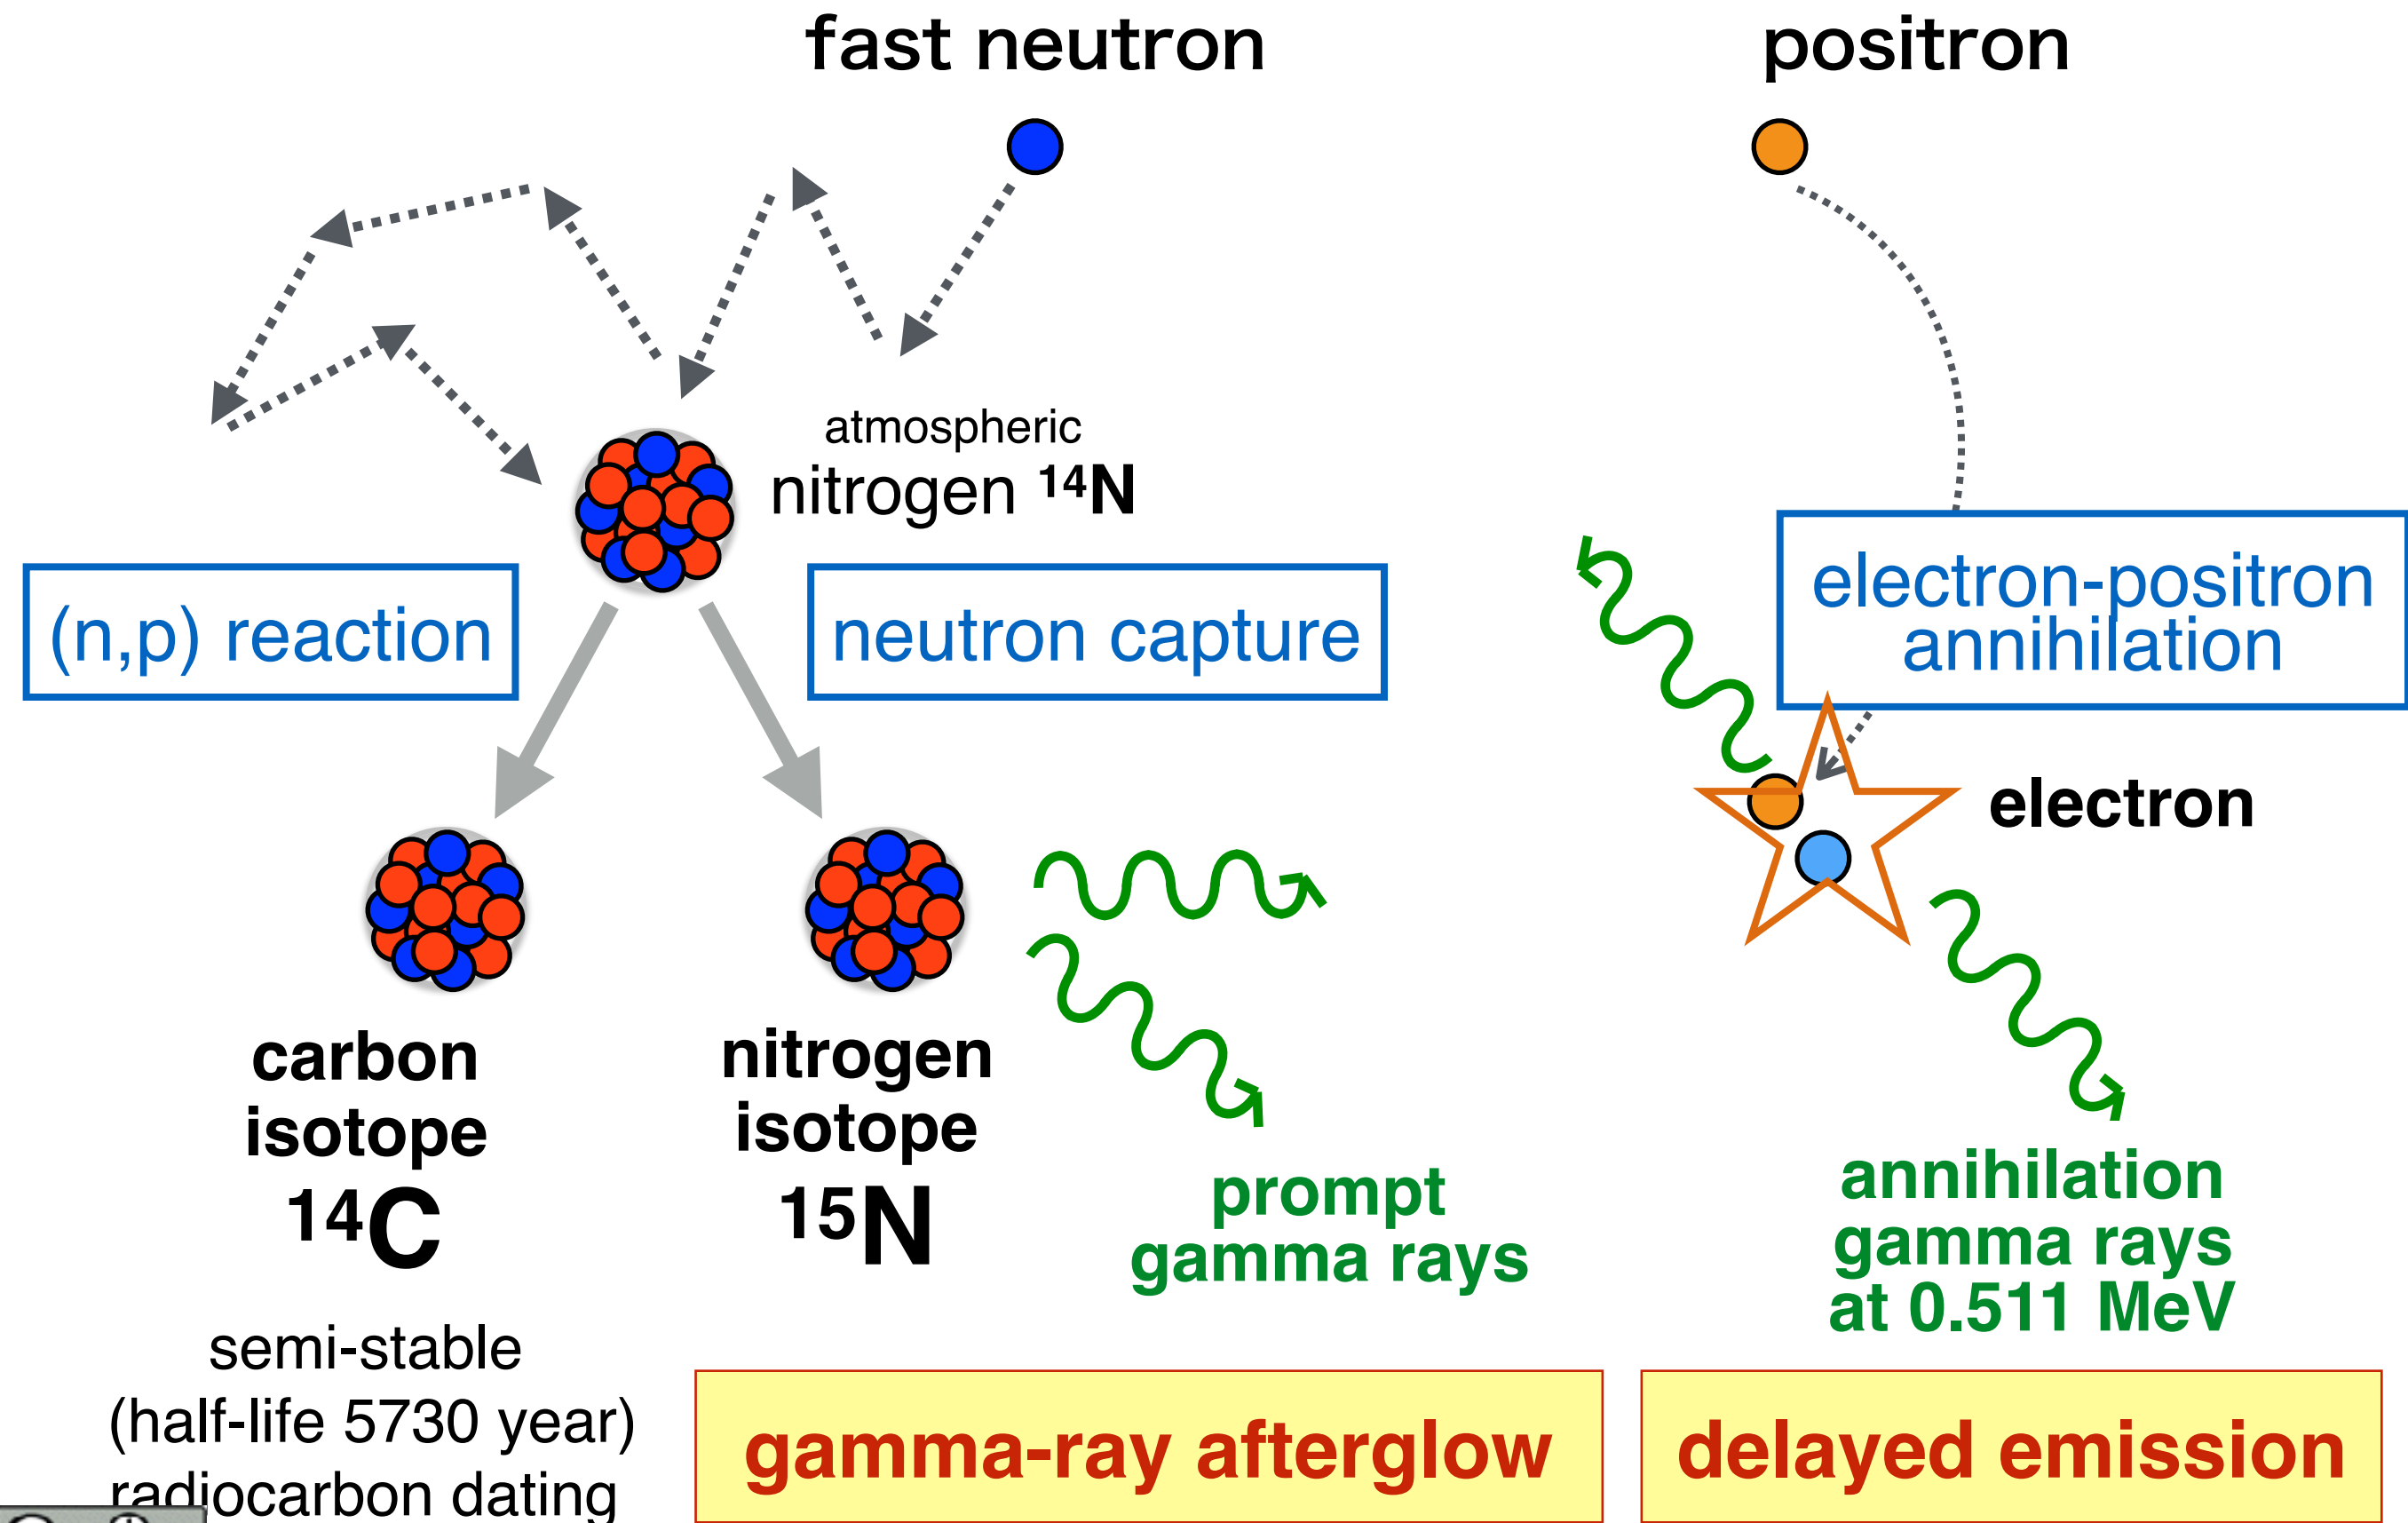 fast neutron
positron
atmospheric
nitrogen ¹⁴N
(n,p) reaction
neutron capture
electron-positron
annihilation
electron
carbon
isotope
¹⁴C
nitrogen
isotope
¹⁵N
prompt
gamma rays
annihilation
gamma rays
at 0.511 MeV
semi-stable
(half-life 5730 year)
radiocarbon dating
gamma-ray afterglow
delayed emission